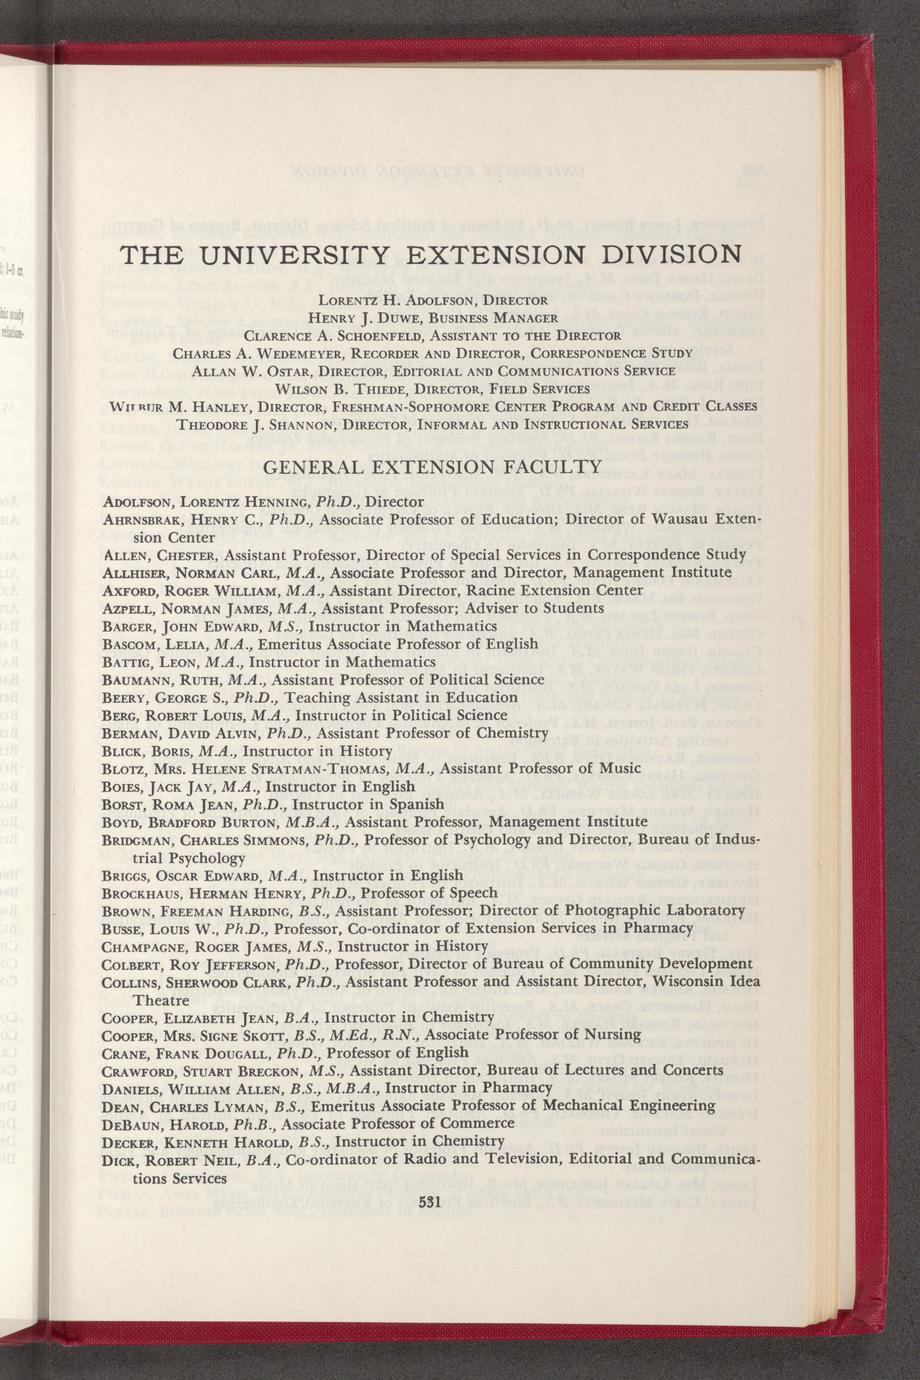 THE UNIVERSITY EXTENSION DIVISION
LORENTZ H. ADOLFSON, DIRECTOR
HENRY J. DUWE, BUSINESS MANAGER
CLARENCE A. SCHOENFELD, ASSISTANT TO THE DIRECTOR
CHARLES A. WEDEMEYER, RECORDER AND DIRECTOR, CORRESPONDENCE STUDY
ALLAN W. OSTAR, DIRECTOR, EDITORIAL AND COMMUNICATIONS SERVICE
WILSON B. THIEDE, DIRECTOR, FIELD SERVICES
WILBUR M. HANLEY, DIRECTOR, FRESHMAN-SOPHOMORE CENTER PROGRAM AND CREDIT CLASSES
THEODORE J. SHANNON, DIRECTOR, INFORMAL AND INSTRUCTIONAL SERVICES
GENERAL EXTENSION FACULTY
ADOLFSON, LORENTZ HENNING, Ph.D., Director
AHRNSBRAK, HENRY C., Ph.D., Associate Professor of Education; Director of Wausau Exten-
sion Center
ALLEN, CHESTER, Assistant Professor, Director of Special Services in Correspondence Study
ALLHISER, NORMAN CARL, M.A., Associate Professor and Director, Management Institute
AXFORD, ROGER WILLIAM, M.A., Assistant Director, Racine Extension Center
AZPELL, NORMAN JAMES, M.A., Assistant Professor; Adviser to Students
BARGER, JOHN EDWARD, M.S., Instructor in Mathematics
BASCOM, LELIA, M.A., Emeritus Associate Professor of English
BATTIG, LEON, M.A., Instructor in Mathematics
BAUMANN, RUTH, M.A., Assistant Professor of Political Science
BEERY, GEORGE S., Ph.D., Teaching Assistant in Education
BERG, ROBERT LOUIS, M.A., Instructor in Political Science
BERMAN, DAVID ALVIN, Ph.D., Assistant Professor of Chemistry
BLICK, BORIS, M.A., Instructor in History
BLOTZ, MRS. HELENE STRATMAN-THOMAS, M.A., Assistant Professor of Music
BOIES, JACK JAY, M.A., Instructor in English
BORST, ROMA JEAN, Ph.D., Instructor in Spanish
BOYD, BRADFORD BURTON, M.B.A., Assistant Professor, Management Institute
BRIDGMAN, CHARLES SIMMONS, Ph.D., Professor of Psychology and Director, Bureau of Indus-
trial Psychology
BRIGGS, OSCAR EDWARD, M.A., Instructor in English
BROCKHAUS, HERMAN HENRY, Ph.D., Professor of Speech
BROWN, FREEMAN HARDING, B.S., Assistant Professor; Director of Photographic Laboratory
BUSSE, LOUIS W., Ph.D., Professor, Co-ordinator of Extension Services in Pharmacy
CHAMPAGNE, ROGER JAMES, M.S., Instructor in History
COLBERT, ROY JEFFERSON, Ph.D., Professor, Director of Bureau of Community Development
COLLINS, SHERWOOD CLARK, Ph.D., Assistant Professor and Assistant Director, Wisconsin Idea
Theatre
COOPER, ELIZABETH JEAN, B.A., Instructor in Chemistry
COOPER, MRS. SIGNE SKOTT, B.S., M.Ed., R.N., Associate Professor of Nursing
CRANE, FRANK DOUGALL, Ph.D., Professor of English
CRAWFORD, STUART BRECKON, M.S., Assistant Director, Bureau of Lectures and Concerts
DANIELS, WILLIAM ALLEN, B.S., M.B.A., Instructor in Pharmacy
DEAN, CHARLES LYMAN, B.S., Emeritus Associate Professor of Mechanical Engineering
DEBAUN, HAROLD, Ph.B., Associate Professor of Commerce
DECKER, KENNETH HAROLD, B.S., Instructor in Chemistry
DICK, ROBERT NEIL, B.A., Co-ordinator of Radio and Television, Editorial and Communica-
tions Services
531